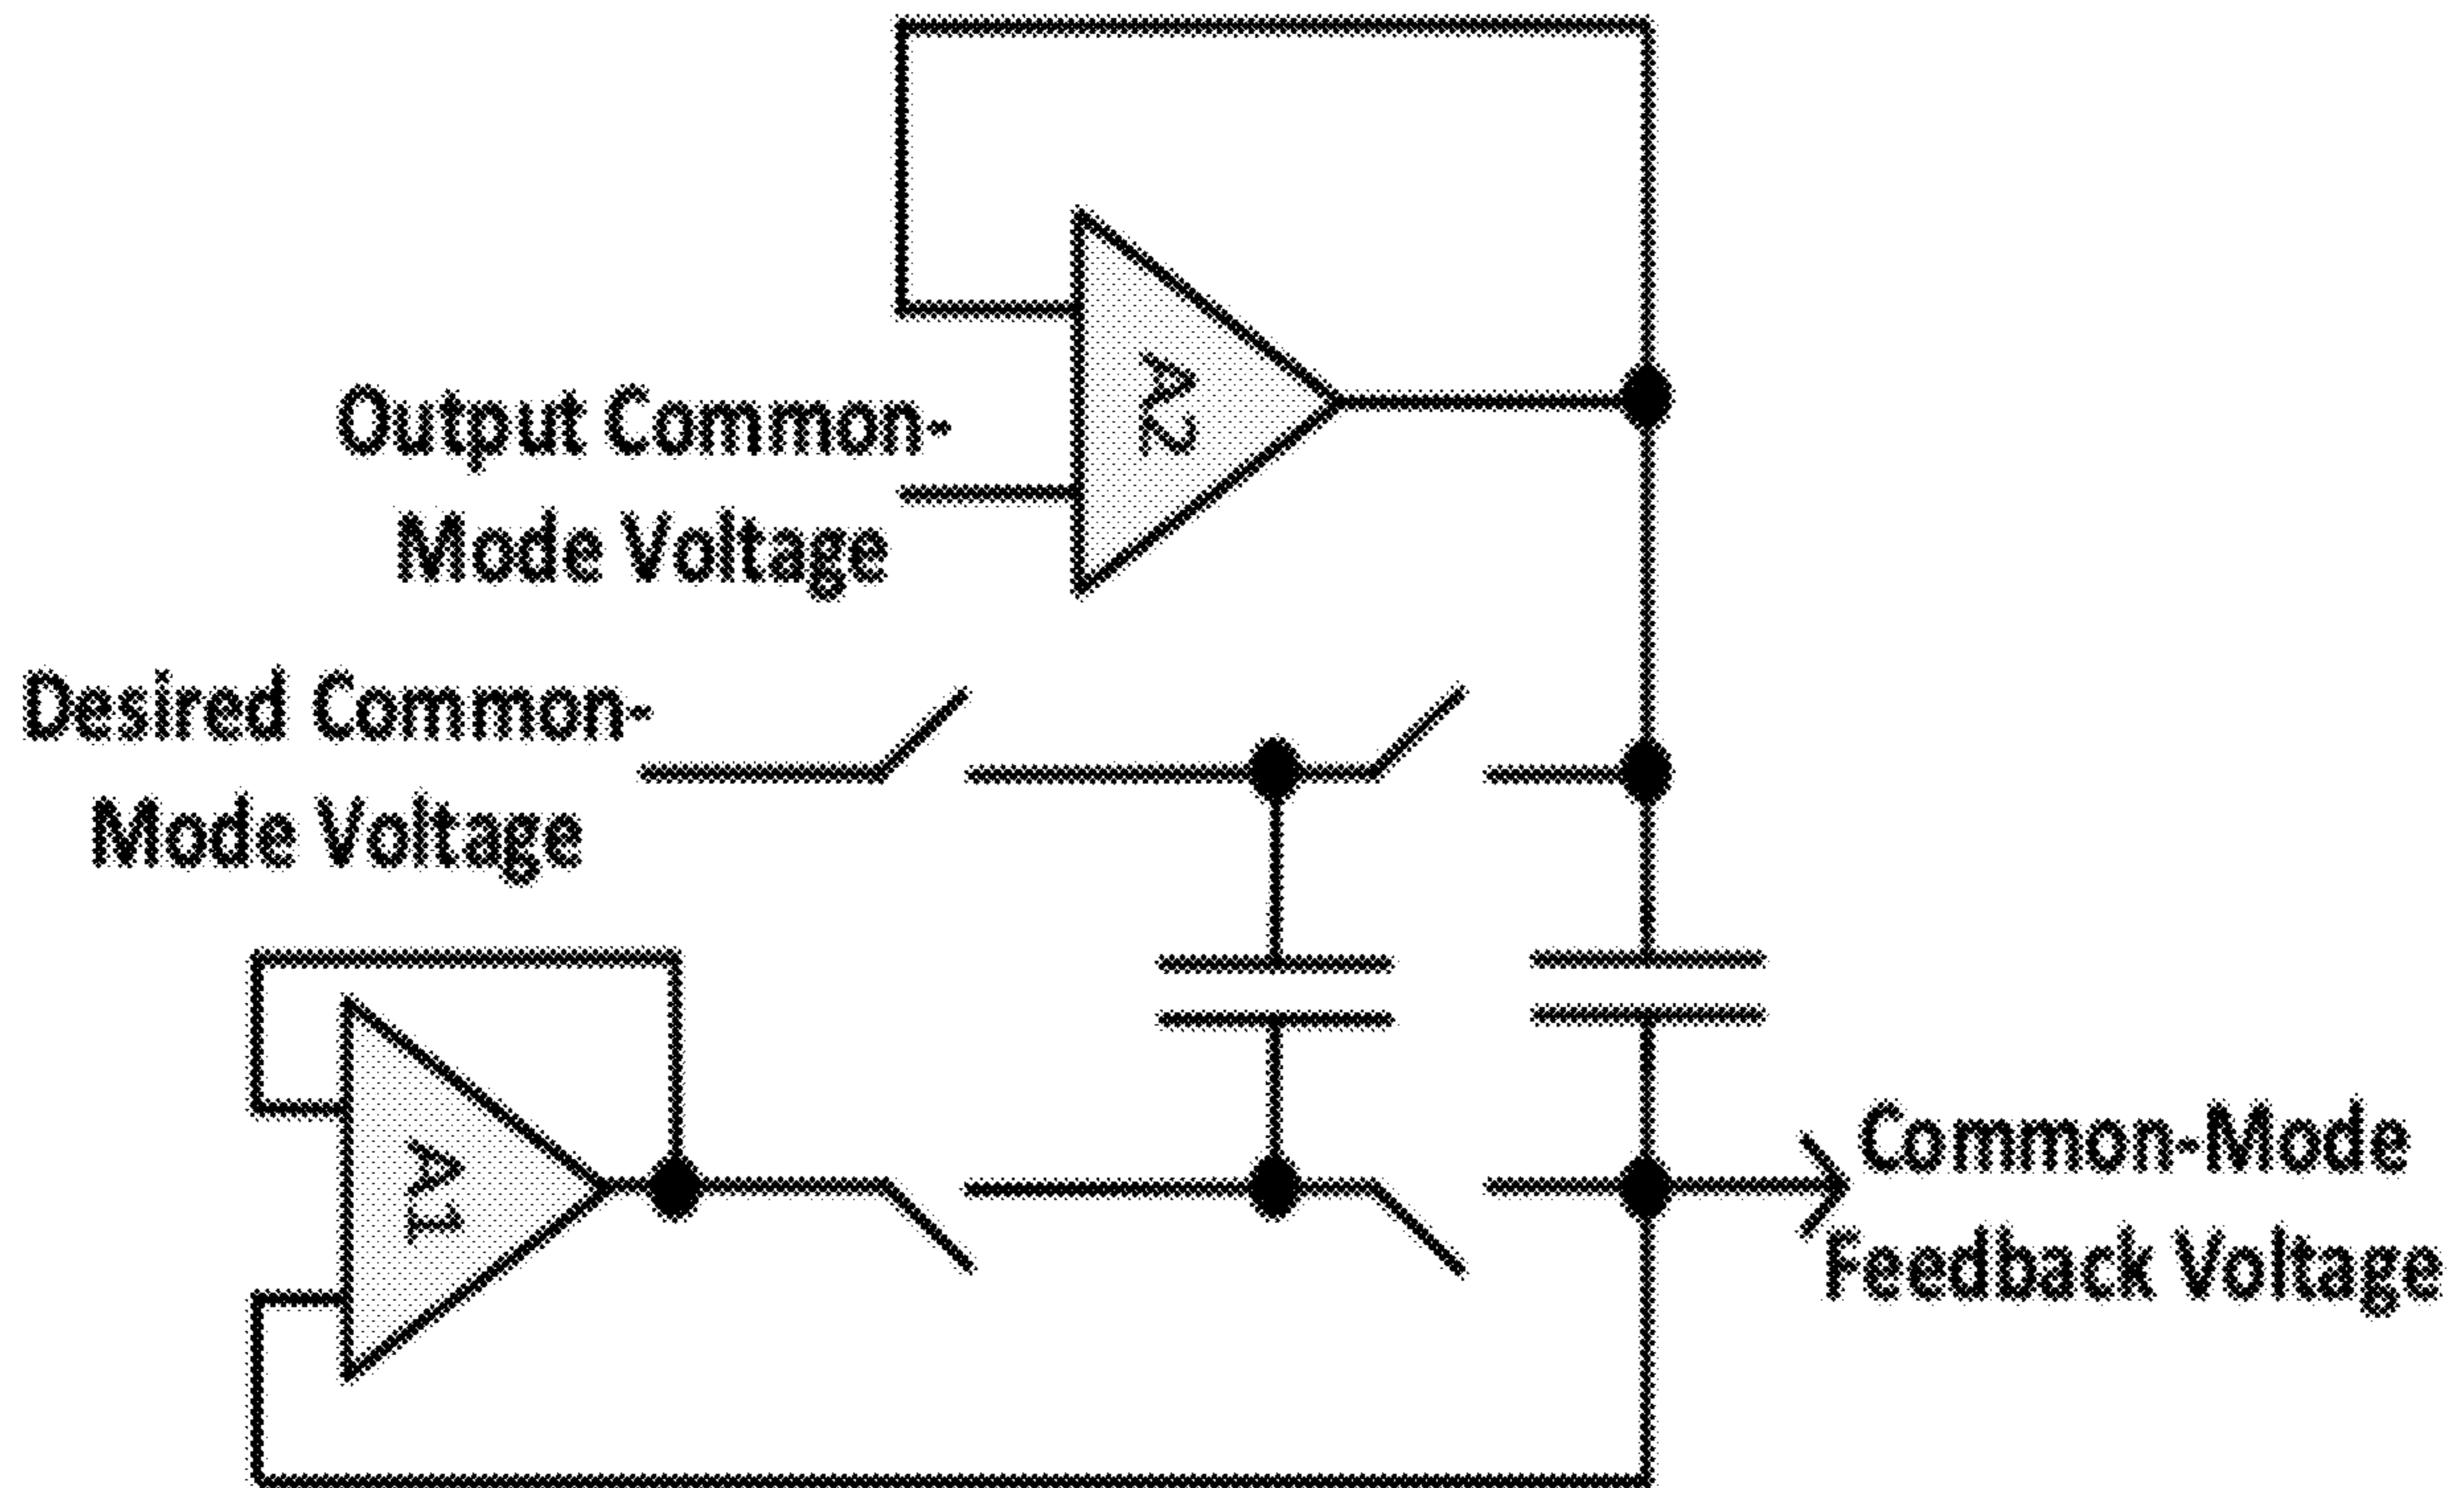 A2
Output Common-
Mode Voltage
Desired Common-
Mode Voltage
A1
Common-Mode
Feedback Voltage